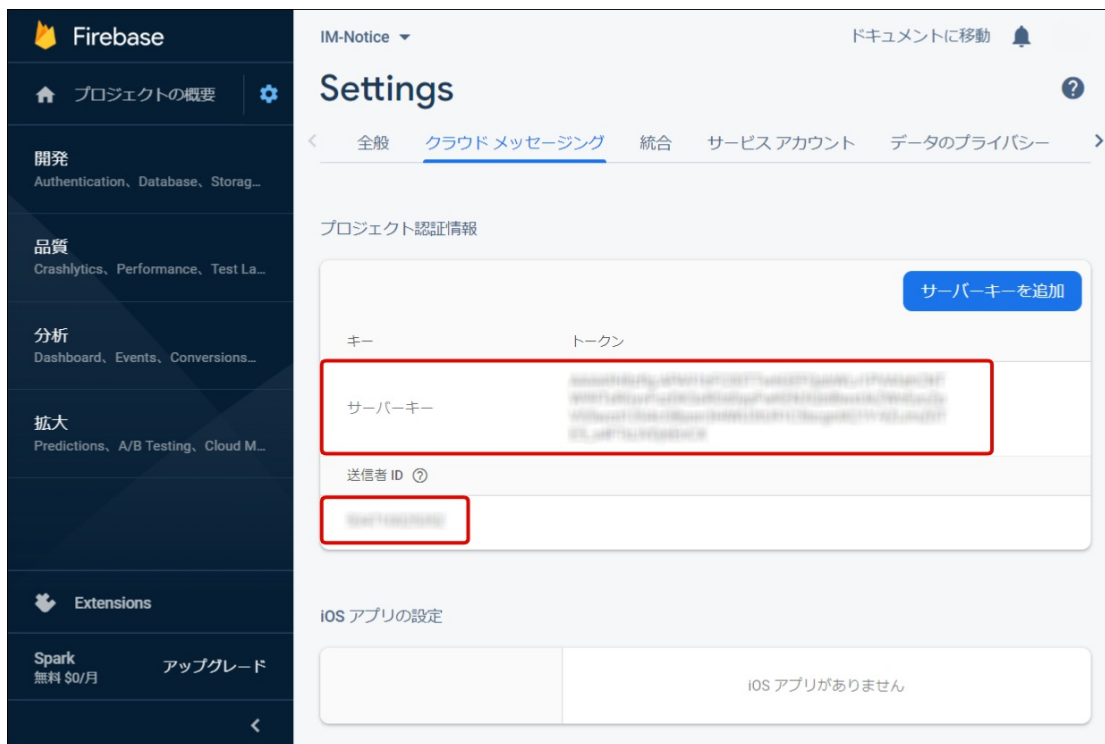 Firebase
プロジェクトの概要
開発
Authentication、Database、Storag...
品質
Crashlytics、Performance、Test La...
分析
Dashboard、Events、Conversions...
拡大
Predictions、A/B Testing、Cloud M...
Extensions
Spark
無料 $0/月
アップグレード
IM-Notice
ドキュメントに移動
Settings
全般 クラウド メッセージング 統合 サービス アカウント データのプライバシー
プロジェクト認証情報
サーバーキーを追加
キー トークン
サーバーキー
送信者 ID
iOS アプリの設定
iOS アプリがありません